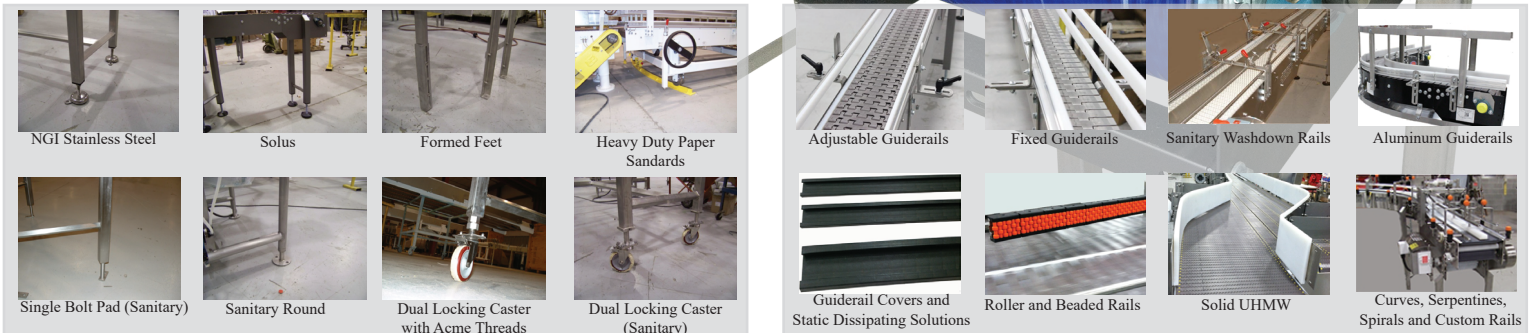 NGI Stainless Steel
Solus
Formed Feet
Heavy Duty Paper
Sandards
Single Bolt Pad (Sanitary)
Sanitary Round
Dual Locking Caster
with Acme Threads
Dual Locking Caster
(Sanitary)
Adjustable Guiderails
Fixed Guiderails
Sanitary Washdown Rails
Aluminum Guiderails
Guiderail Covers and
Static Dissipating Solutions
Roller and Beaded Rails
Solid UHMW
Curves, Serpentines,
Spirals and Custom Rails